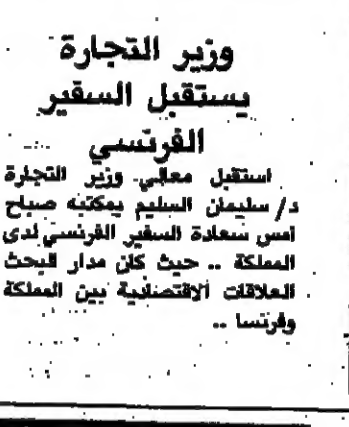 وزير التجارة
يستقبل السفير
الفرنسي
استقبل معالي وزير التجارة
د/ سليمان السليم بمكتبه صباح
امس سعادة السفير الفرنسي لدى
المملكة .. حيث كان مدار البحث
العلاقات الاقتصادية بين المملكة
وفرنسا ..